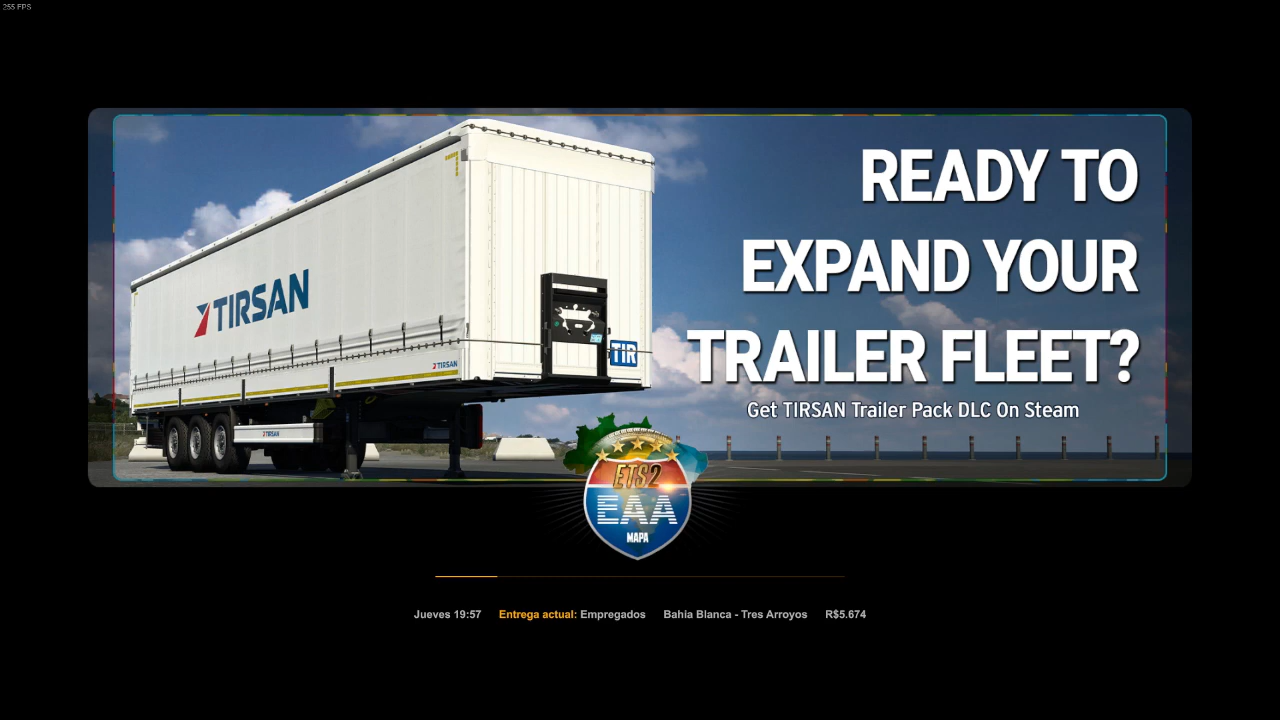 255 FPS
READY TO
EXPAND YOUR
TRAILER FLEET?
Get TIRSAN Trailer Pack DLC On Steam
TIRSAN
TIRSAN
TIR
TIRSAN
ETS2
EAA
MAPA
Jueves 19:57 Entrega actual: Empregados Bahia Blanca - Tres Arroyos R$5.674